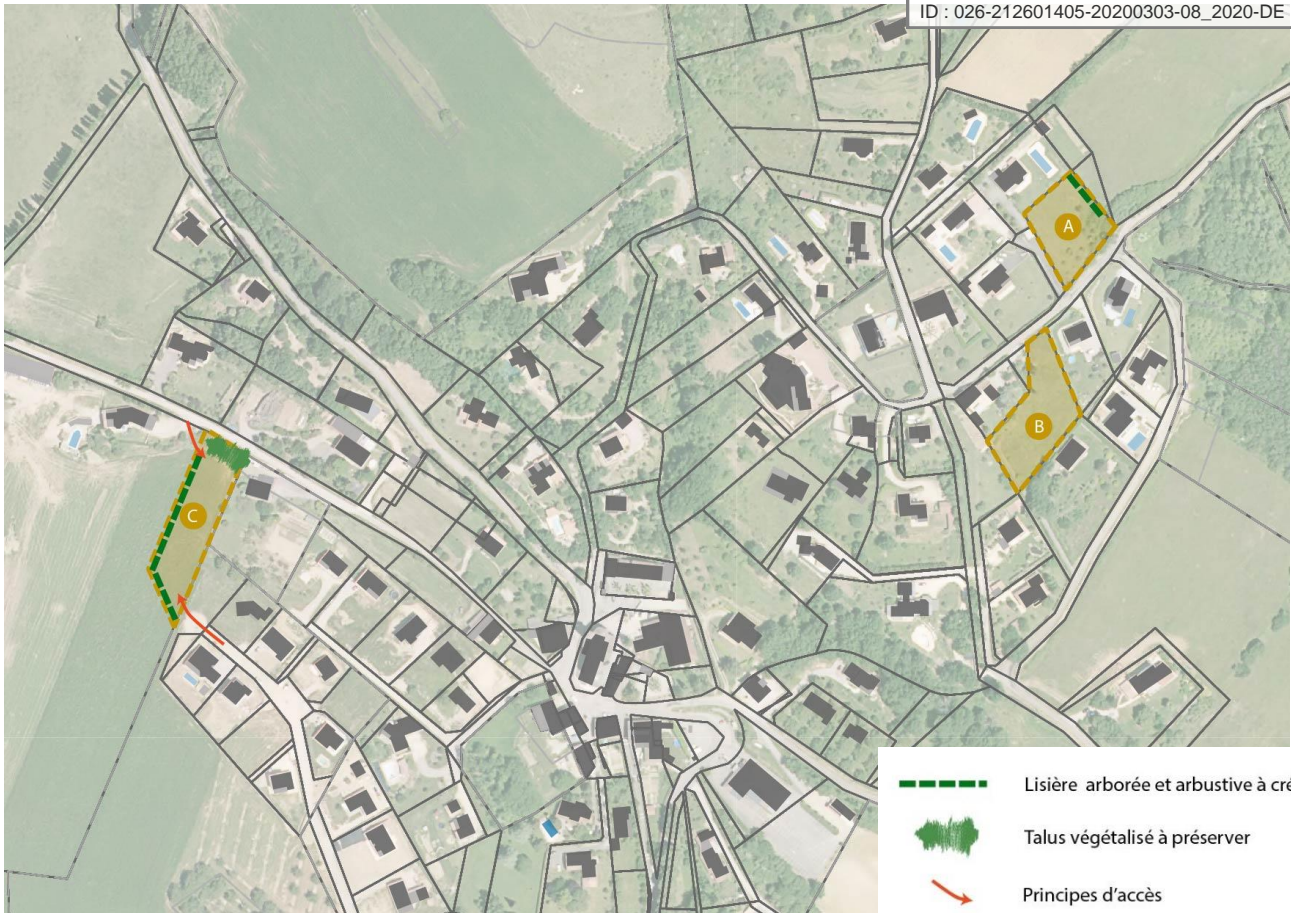 ID : 026-212601405-20200303-08_2020-DE
A
B
C
Lisière arborée et arbustive à cré
Talus végétalisé à préserver
Principes d'accès